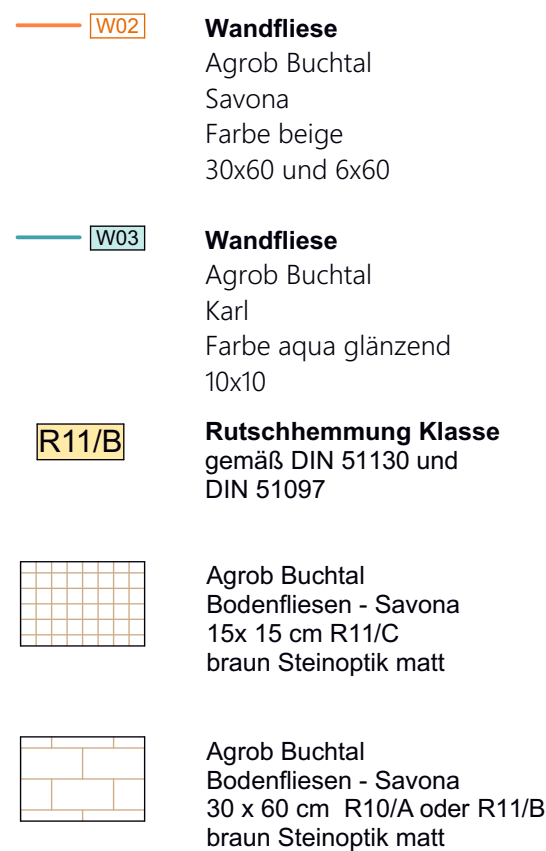 W02 Wandfliese
Agrob Buchtal
Savona
Farbe beige
30x60 und 6x60
W03 Wandfliese
Agrob Buchtal
Karl
Farbe aqua glänzend
10x10
R11/B Rutschhemmung Klasse
gemäß DIN 51130 und
DIN 51097
Agrob Buchtal
Bodenfliesen - Savona
15x 15 cm R11/C
braun Steinoptik matt
Agrob Buchtal
Bodenfliesen - Savona
30 x 60 cm  R10/A oder R11/B
braun Steinoptik matt